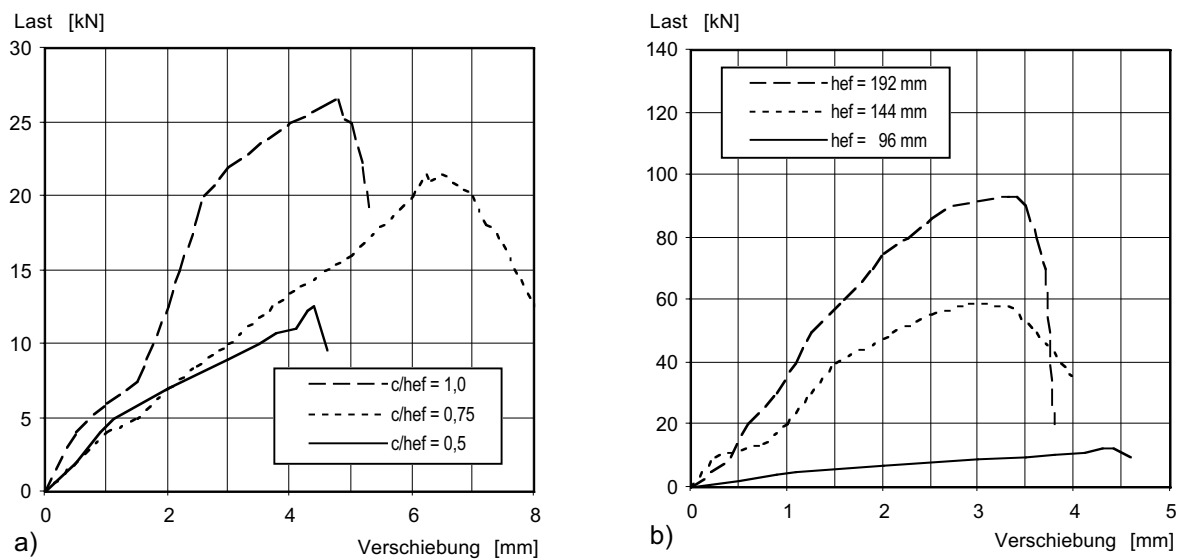 Last [kN]
30
25
20
15
10
5
0
c/hef = 1,0
c/hef = 0,75
c/hef = 0,5
0 2 4 6 8
a)
Verschiebung [mm]
Last [kN]
140
120
100
80
60
40
20
0
hef = 192 mm
hef = 144 mm
hef = 96 mm
0 1 2 3 4 5
b)
Verschiebung [mm]